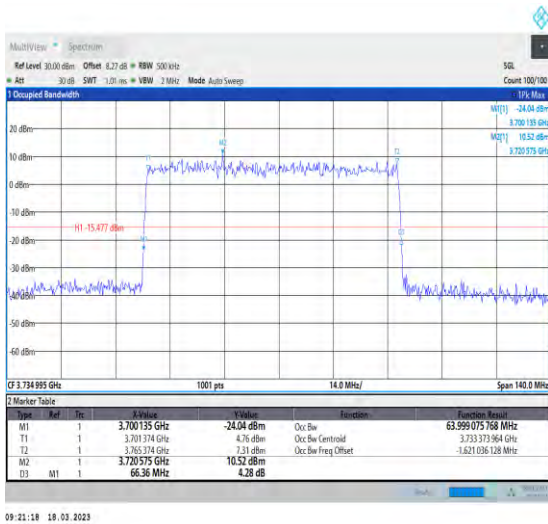 MultiView Spectrum
Ref Level 30.00 dBm Offset 8.27 dB RBW 500 kHz SGL
Att 30 dB SWT 1.01 ms VBW 2 MHz Mode Auto Sweep Count 100/100
1 Occupied Bandwidth 1Pk Max
M1[1] -24.04 dBm
3.700 135 GHz
M2[1] 10.52 dBm
3.720 575 GHz
20 dBm
M2
T2
10 dBm
T1
0 dBm
-10 dBm
H1 -15.477 dBm
-20 dBm
D3
M1
-30 dBm
-40 dBm
-50 dBm
-60 dBm
CF 3.734 995 GHz 1001 pts 14.0 MHz/ Span 140.0 MHz
2 Marker Table
Type Ref Trc X-Value Y-Value Function Function Result
M1 1 3.700135 GHz -24.04 dBm Occ Bw 63.999 075 768 MHz
T1 1 3.701 374 GHz 4.76 dBm Occ Bw Centroid 3.733 373 964 GHz
T2 1 3.765 374 GHz 7.31 dBm Occ Bw Freq Offset -1.621 036 128 MHz
M2 1 3.720 575 GHz 10.52 dBm
D3 M1 1 66.36 MHz 4.28 dB
Ready
09:21:18 18.03.2023